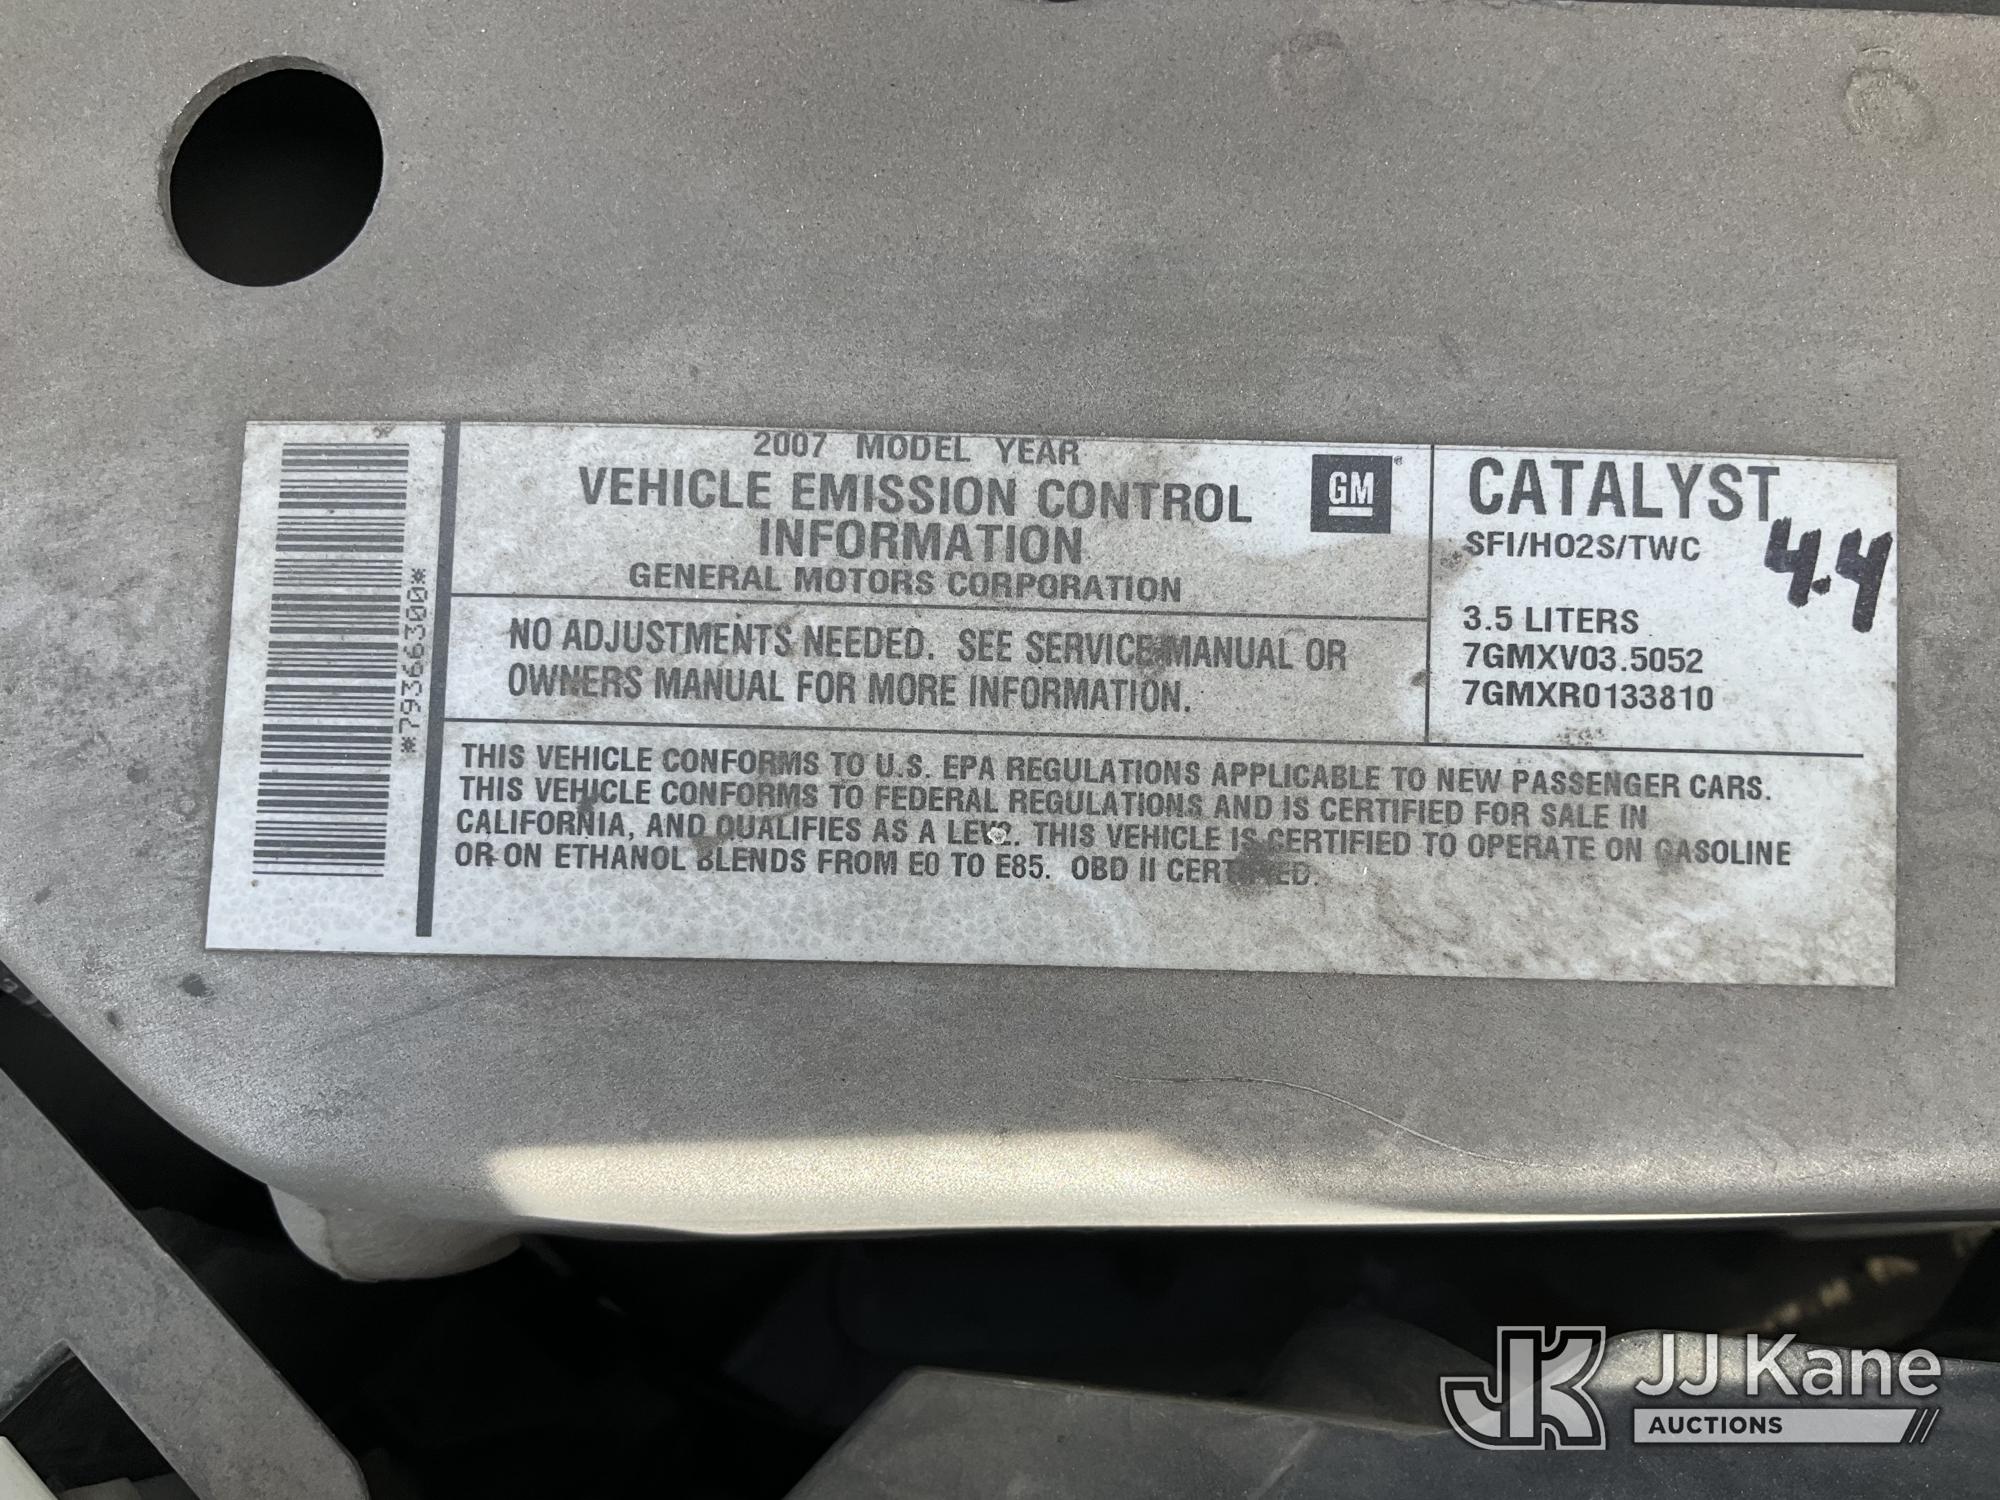 2007 MODEL YEAR
VEHICLE EMISSION CONTROL
INFORMATION
GENERAL MOTORS CORPORATION
GM
NO ADJUSTMENTS NEEDED. SEE SERVICE MANUAL OR
OWNERS MANUAL FOR MORE INFORMATION.
CATALYST
SFI/HO2S/TWC
4.4
3.5 LITERS
7GMXV03.5052
7GMXR0133810
THIS VEHICLE CONFORMS TO U.S. EPA REGULATIONS APPLICABLE TO NEW PASSENGER CARS.
THIS VEHICLE CONFORMS TO FEDERAL REGULATIONS AND IS CERTIFIED FOR SALE IN
CALIFORNIA, AND QUALIFIES AS A LEV2. THIS VEHICLE IS CERTIFIED TO OPERATE ON GASOLINE
OR ON ETHANOL BLENDS FROM E0 TO E85. OBD II CERTIFIED.
*793666300*
JK JJ Kane
AUCTIONS